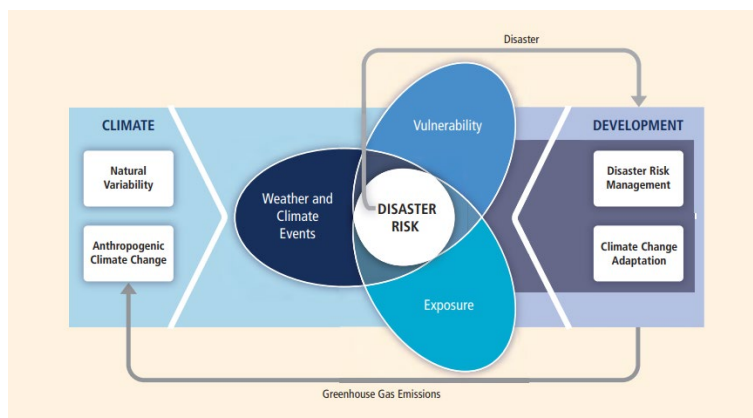 Disaster
CLIMATE
Vulnerability
DEVELOPMENT
Natural
Variability
Disaster Risk
Management
Weather and
Climate
Events
DISASTER
RISK
Anthropogenic
Climate Change
Climate Change
Adaptation
Exposure
Greenhouse Gas Emissions